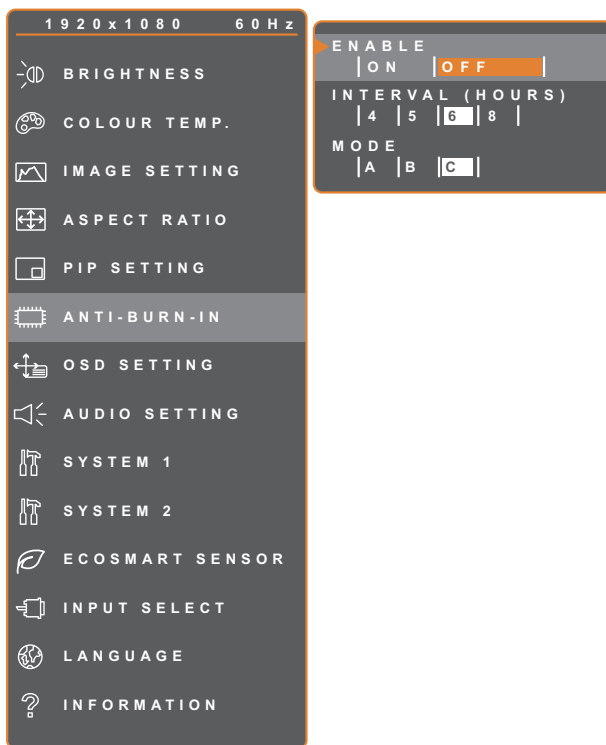 1920x1080 60Hz
BRIGHTNESS
COLOUR TEMP.
IMAGE SETTING
ASPECT RATIO
PIP SETTING
ANTI-BURN-IN
OSD SETTING
AUDIO SETTING
SYSTEM 1
SYSTEM 2
ECOSMART SENSOR
INPUT SELECT
LANGUAGE
INFORMATION
ENABLE
ON OFF
INTERVAL (HOURS)
4 5 6 8
MODE
A B C